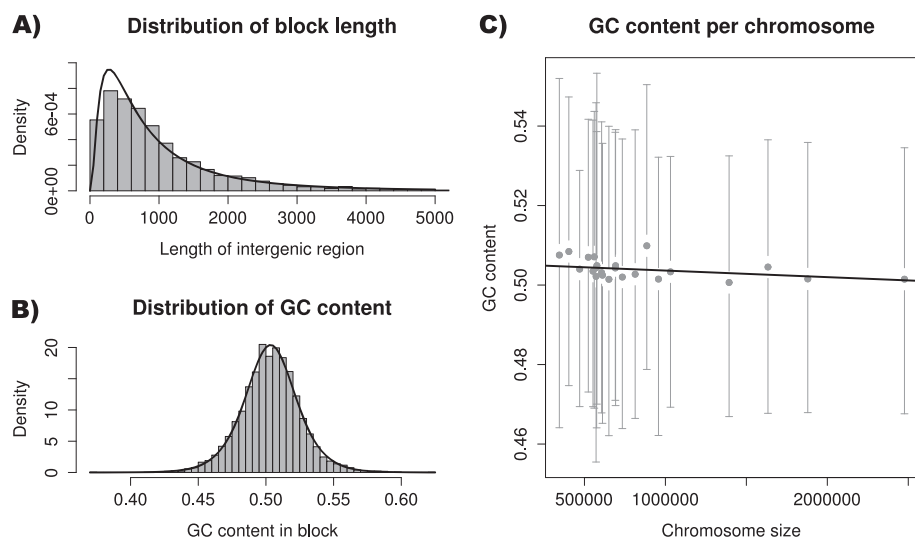 A) Distribution of block length
Density
0e+00 6e-04
0 1000 2000 3000 4000 5000
Length of intergenic region
B) Distribution of GC content
Density
0 5 10 20
0.40 0.45 0.50 0.55 0.60
GC content in block
C) GC content per chromosome
GC content
0.46 0.48 0.50 0.52 0.54
500000 1000000 2000000
Chromosome size